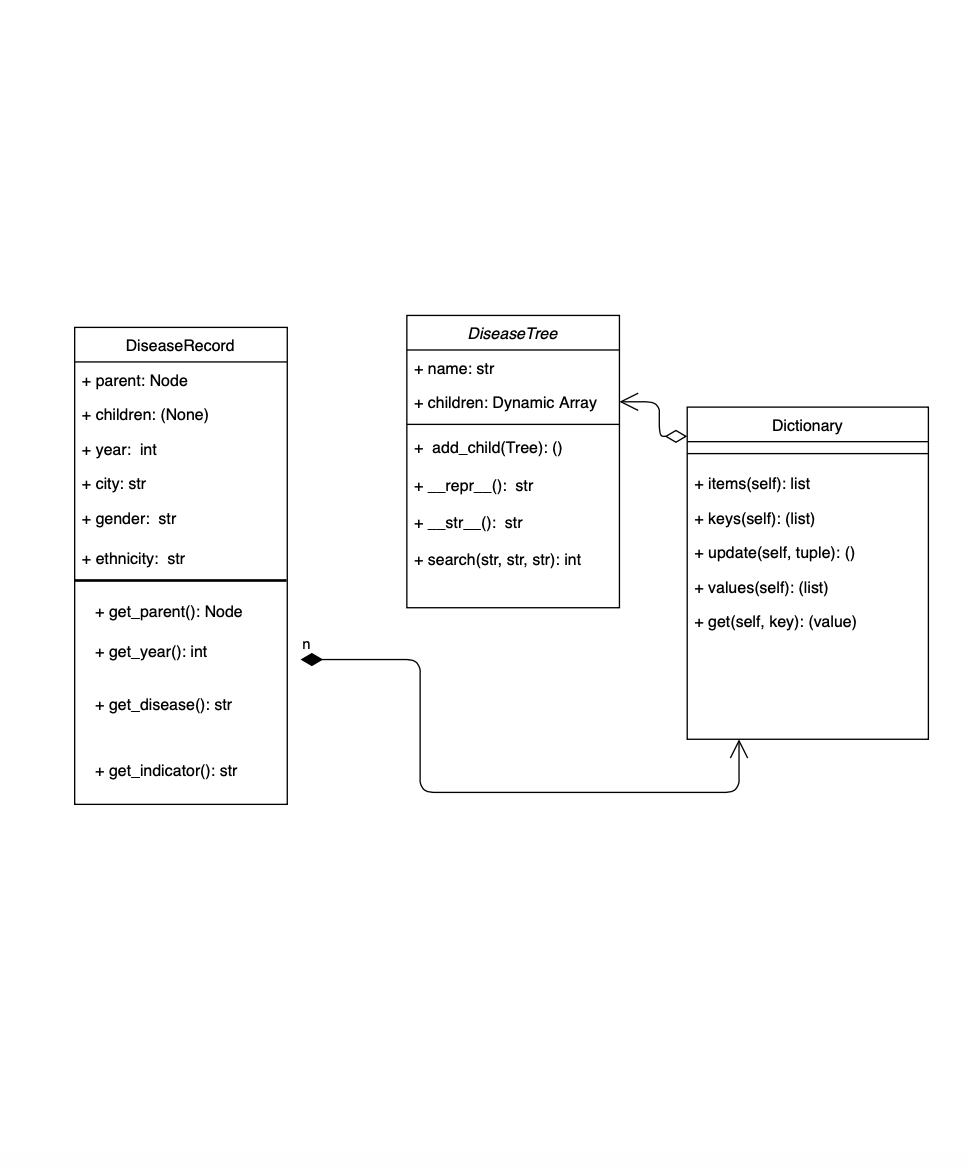 DiseaseRecord
+ parent: Node
+ children: (None)
+ year:  int
+ city: str
+ gender:  str
+ ethnicity:  str
+ get_parent(): Node
+ get_year(): int
+ get_disease(): str
+ get_indicator(): str
n
DiseaseTree
+ name: str
+ children: Dynamic Array
+  add_child(Tree): ()
+ __repr__():  str
+ __str__():  str
+ search(str, str, str): int
Dictionary
+ items(self): list
+ keys(self): (list)
+ update(self, tuple): ()
+ values(self): (list)
+ get(self, key): (value)